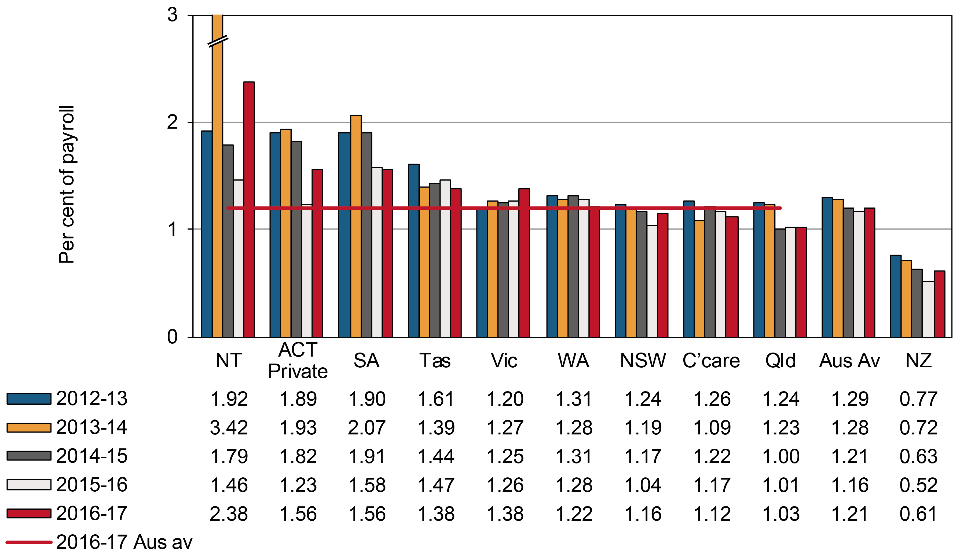 3
2
1
0
Per cent of payroll
NT ACT Private SA Tas Vic WA NSW C'care Qld Aus Av NZ
2012-13 1.92 1.89 1.90 1.61 1.20 1.31 1.24 1.26 1.24 1.29 0.77
2013-14 3.42 1.93 2.07 1.39 1.27 1.28 1.19 1.09 1.23 1.28 0.72
2014-15 1.79 1.82 1.91 1.44 1.25 1.31 1.17 1.22 1.00 1.21 0.63
2015-16 1.46 1.23 1.58 1.47 1.26 1.28 1.04 1.17 1.01 1.16 0.52
2016-17 2.38 1.56 1.56 1.38 1.38 1.22 1.16 1.12 1.03 1.21 0.61
2016-17 Aus av